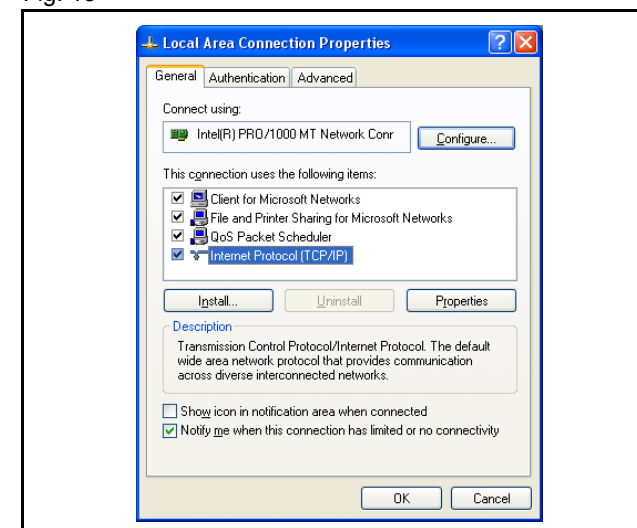 Local Area Connection Properties
General Authentication Advanced
Connect using:
Intel(R) PRO/1000 MT Network Conr
Configure...
This connection uses the following items:
Client for Microsoft Networks
File and Printer Sharing for Microsoft Networks
QoS Packet Scheduler
Internet Protocol (TCP/IP)
Install... Uninstall Properties
Description
Transmission Control Protocol/Internet Protocol. The default
wide area network protocol that provides communication
across diverse interconnected networks.
Show icon in notification area when connected
Notify me when this connection has limited or no connectivity
OK Cancel